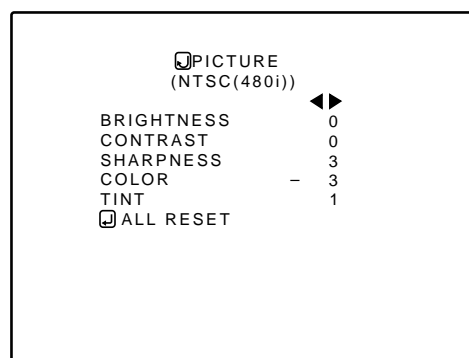 PICTURE
(NTSC(480i))
BRIGHTNESS 0
CONTRAST 0
SHARPNESS 3
COLOR – 3
TINT 1
ALL RESET